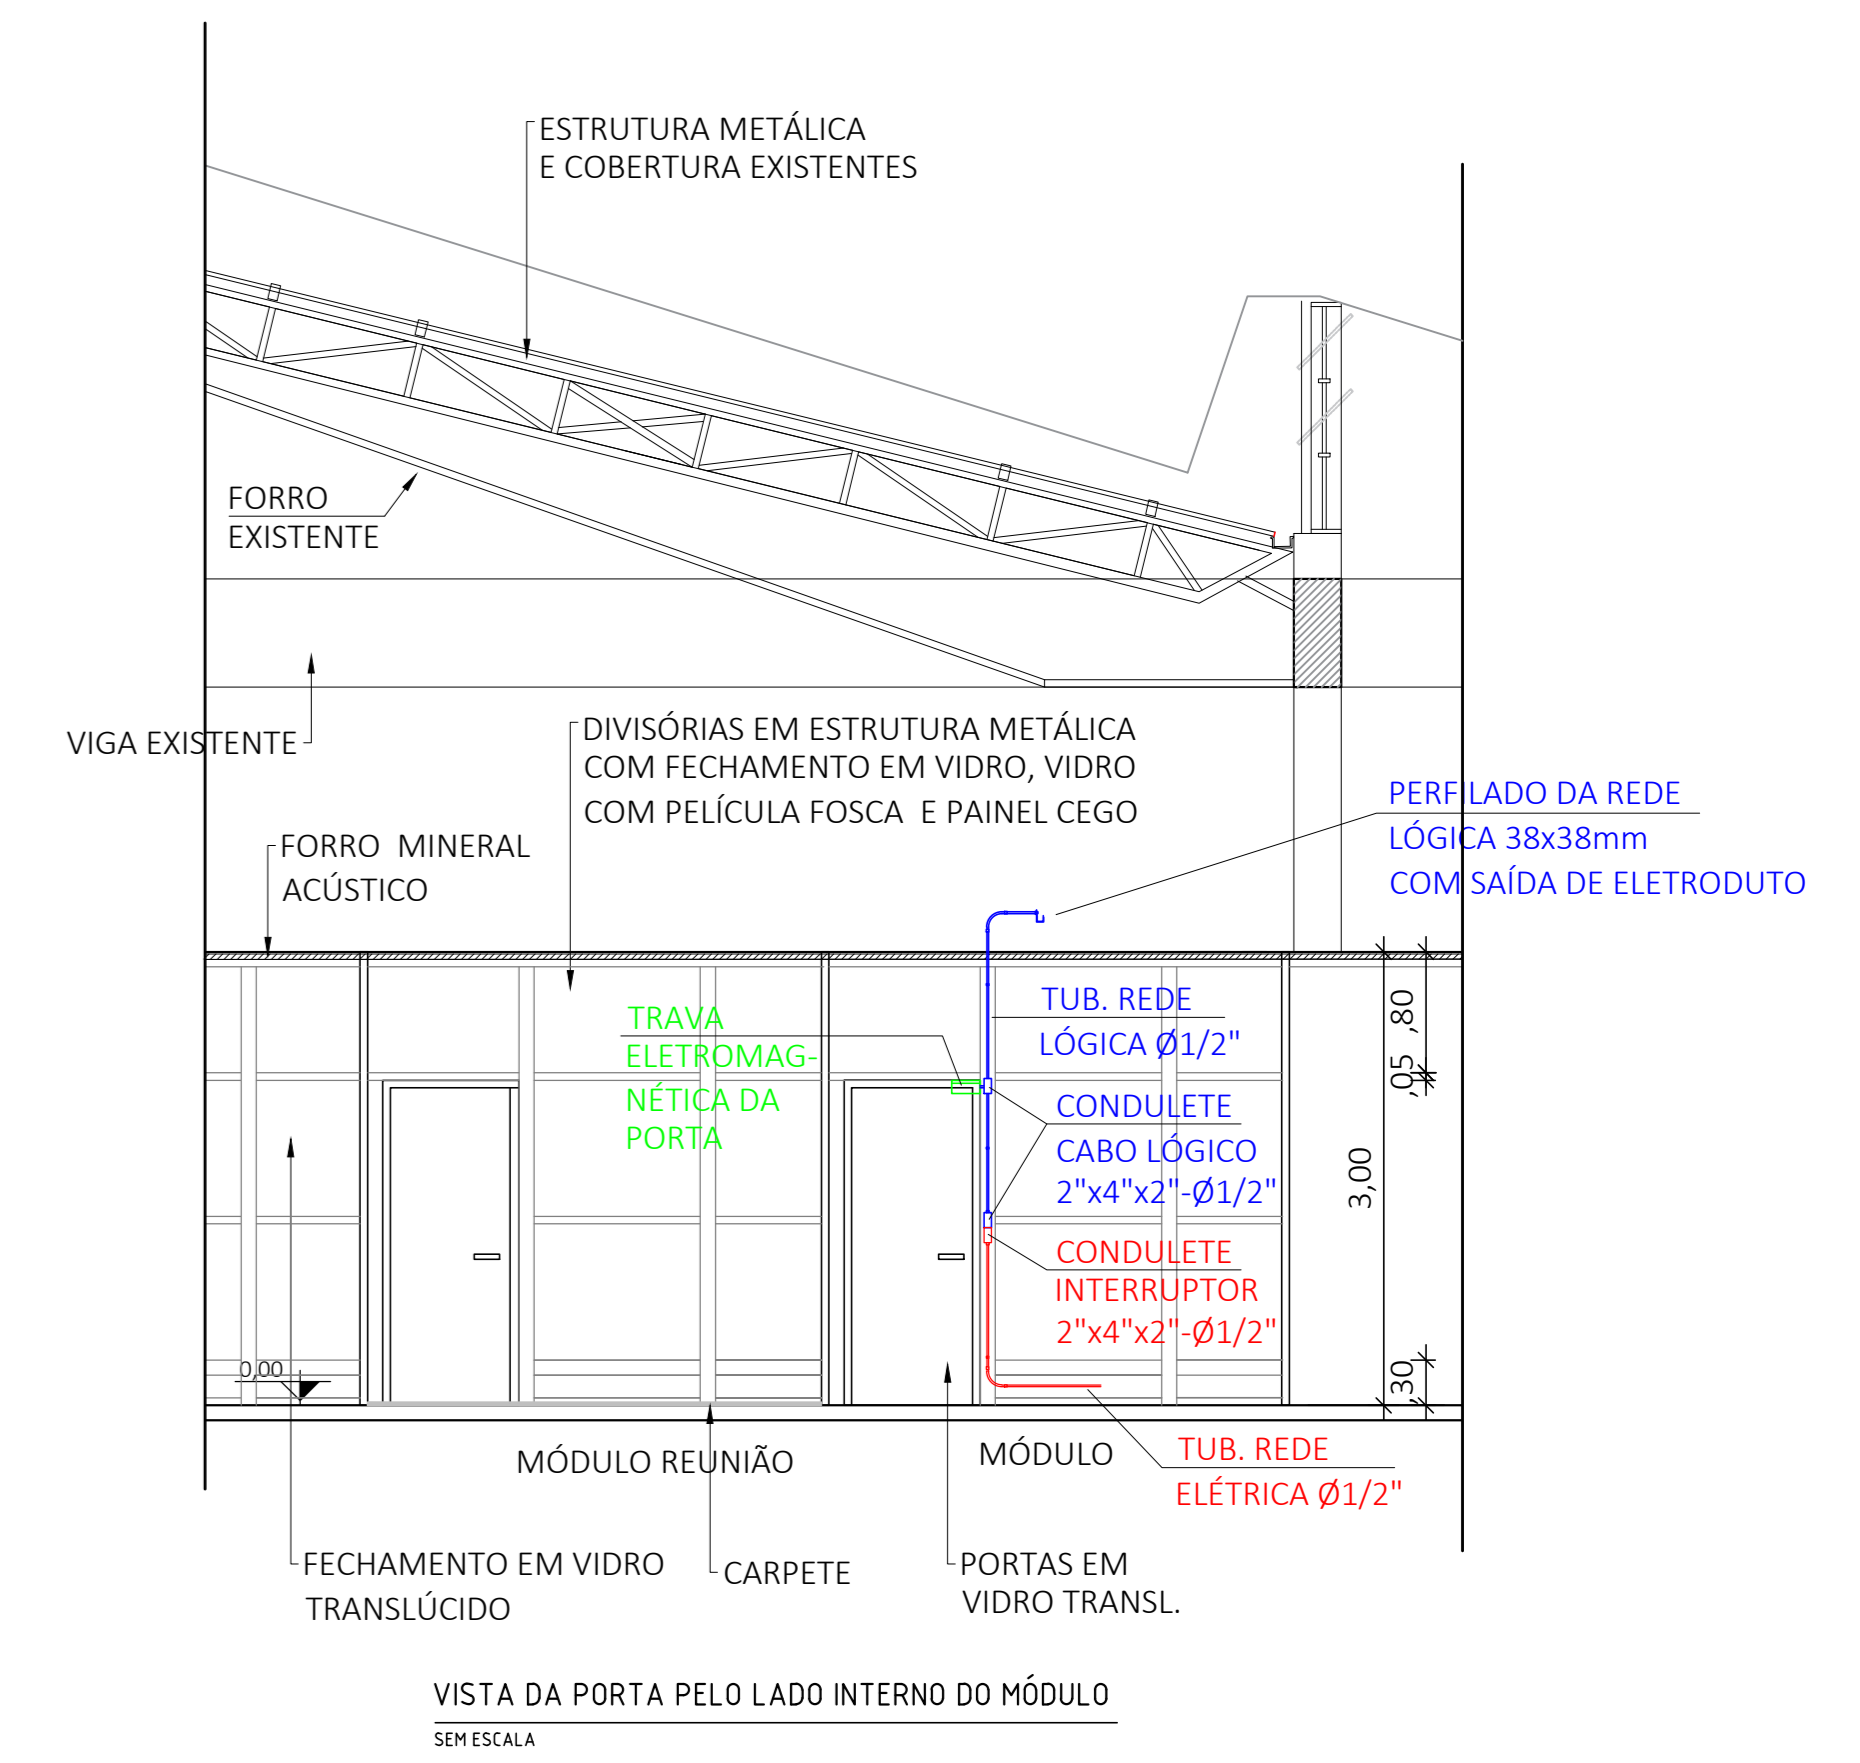 ESTRUTURA METÁLICA
E COBERTURA EXISTENTES
FORRO
EXISTENTE
VIGA EXISTENTE
DIVISÓRIAS EM ESTRUTURA METÁLICA
COM FECHAMENTO EM VIDRO, VIDRO
COM PELÍCULA FOSCA E PAINEL CEGO
PERFILADO DA REDE
LÓGICA 38x38mm
COM SAÍDA DE ELETRODUTO
FORRO MINERAL
ACÚSTICO
TRAVA
ELETROMAG-
NÉTICA DA
PORTA
TUB. REDE
LÓGICA Ø1/2"
CONDULETE
CABO LÓGICO
2"x4"x2"-Ø1/2"
CONDULETE
INTERRUPTOR
2"x4"x2"-Ø1/2"
,80
,05
3,00
,30
0,00
MÓDULO REUNIÃO
MÓDULO
TUB. REDE
ELÉTRICA Ø1/2"
FECHAMENTO EM VIDRO
TRANSLÚCIDO
CARPETE
PORTAS EM
VIDRO TRANSL.
VISTA DA PORTA PELO LADO INTERNO DO MÓDULO
SEM ESCALA